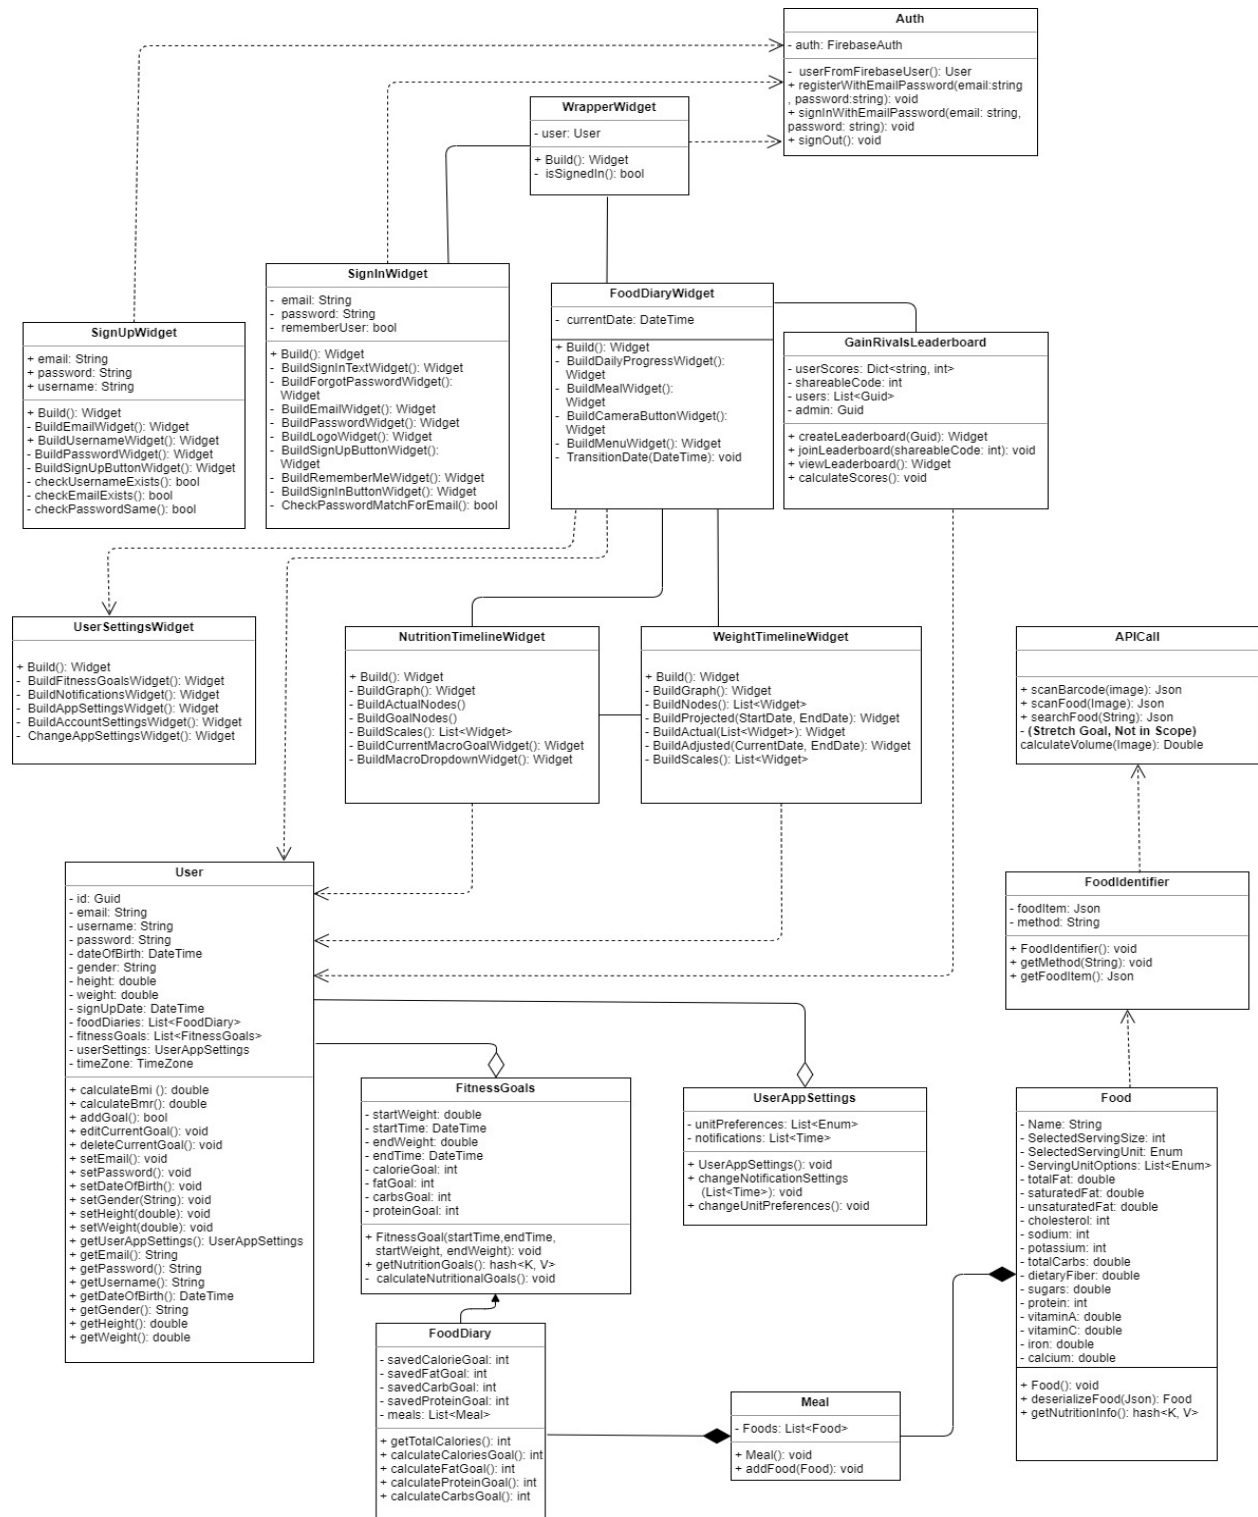 Auth
- auth: FirebaseAuth
- userFromFirebaseUser(): User
+ registerWithEmailPassword(email:string
, password:string): void
+ signInWithEmailPassword(email: string,
password: string): void
+ signOut(): void
WrapperWidget
- user: User
+ Build(): Widget
- isSignedIn(): bool
SignInWidget
- email: String
- password: String
- rememberUser: bool
+ Build(): Widget
- BuildSignInTextWidget(): Widget
- BuildForgotPasswordWidget():
Widget
- BuildEmailWidget(): Widget
- BuildPasswordWidget(): Widget
- BuildLogoWidget(): Widget
- BuildSignUpButtonWidget():
Widget
- BuildRememberMeWidget(): Widget
- BuildSignInButtonWidget(): Widget
- CheckPasswordMatchForEmail(): bool
FoodDiaryWidget
- currentDate: DateTime
+ Build(): Widget
- BuildDailyProgressWidget():
Widget
- BuildMealWidget():
Widget
- BuildCameraButtonWidget():
Widget
- BuildMenuWidget(): Widget
- TransitionDate(DateTime): void
SignUpWidget
+ email: String
+ password: String
+ username: String
+ Build(): Widget
- BuildEmailWidget(): Widget
+ BuildUsernameWidget(): Widget
- BuildPasswordWidget(): Widget
- BuildSignUpButtonWidget(): Widget
- checkUsernameExists(): bool
- checkEmailExists(): bool
- checkPasswordSame(): bool
GainRivalsLeaderboard
- userScores: Dict<string, int>
- shareableCode: int
- users: List<Guid>
- admin: Guid
+ createLeaderboard(Guid): Widget
+ joinLeaderboard(shareableCode: int): void
+ viewLeaderboard(): Widget
+ calculateScores(): void
UserSettingsWidget
+ Build(): Widget
- BuildFitnessGoalsWidget(): Widget
- BuildNotificationsWidget(): Widget
- BuildAppSettingsWidget(): Widget
- BuildAccountSettingsWidget(): Widget
- ChangeAppSettingsWidget(): Widget
NutritionTimelineWidget
+ Build(): Widget
- BuildGraph(): Widget
- BuildActualNodes()
- BuildGoalNodes()
- BuildScales(): List<Widget>
- BuildCurrentMacroGoalWidget(): Widget
- BuildMacroDropdownWidget(): Widget
WeightTimelineWidget
+ Build(): Widget
- BuildGraph(): Widget
- BuildNodes(): List<Widget>
- BuildProjected(StartDate, EndDate): Widget
- BuildActual(List<Widget>): Widget
- BuildAdjusted(CurrentDate, EndDate): Widget
- BuildScales(): List<Widget>
APICall
+ scanBarcode(image): Json
+ scanFood(Image): Json
+ searchFood(String): Json
- (Stretch Goal, Not in Scope)
calculateVolume(Image): Double
User
- id: Guid
- email: String
- username: String
- password: String
- dateOfBirth: DateTime
- gender: String
- height: double
- weight: double
- signUpDate: DateTime
- foodDiaries: List<FoodDiary>
- fitnessGoals: List<FitnessGoals>
- userSettings: UserAppSettings
- timeZone: TimeZone
+ calculateBmi (): double
+ calculateBmr(): double
+ addGoal(): bool
+ editCurrentGoal(): void
+ deleteCurrentGoal(): void
+ setEmail(): void
+ setPassword(): void
+ setDateOfBirth(): void
+ setGender(String): void
+ setHeight(double): void
+ setWeight(double): void
+ getUserAppSettings(): UserAppSettings
+ getEmail(): String
+ getPassword(): String
+ getUsername(): String
+ getDateOfBirth(): DateTime
+ getGender(): String
+ getHeight(): double
+ getWeight(): double
FoodIdentifier
- foodItem: Json
- method: String
+ FoodIdentifier(): void
+ getMethod(String): void
+ getFoodItem(): Json
FitnessGoals
- startWeight: double
- startTime: DateTime
- endWeight: double
- endTime: DateTime
- calorieGoal: int
- fatGoal: int
- carbsGoal: int
- proteinGoal: int
+ FitnessGoal(startTime,endTime,
startWeight, endWeight): void
+ getNutritionGoals(): hash<K, V>
- calculateNutritionalGoals(): void
UserAppSettings
- unitPreferences: List<Enum>
- notifications: List<Time>
+ UserAppSettings(): void
+ changeNotificationSettings
(List<Time>): void
+ changeUnitPreferences(): void
Food
- Name: String
- SelectedServingSize: int
- SelectedServingUnit: Enum
- ServingUnitOptions: List<Enum>
- totalFat: double
- saturatedFat: double
- unsaturatedFat: double
- cholesterol: int
- sodium: int
- potassium: int
- totalCarbs: double
- dietaryFiber: double
- sugars: double
- protein: int
- vitaminA: double
- vitaminC: double
- iron: double
- calcium: double
+ Food(): void
+ deserializeFood(Json): Food
+ getNutritionInfo(): hash<K, V>
FoodDiary
- savedCalorieGoal: int
- savedFatGoal: int
- savedCarbGoal: int
- savedProteinGoal: int
- meals: List<Meal>
+ getTotalCalories(): int
+ calculateCaloriesGoal(): int
+ calculateFatGoal(): int
+ calculateProteinGoal(): int
+ calculateCarbsGoal(): int
Meal
- Foods: List<Food>
+ Meal(): void
+ addFood(Food): void